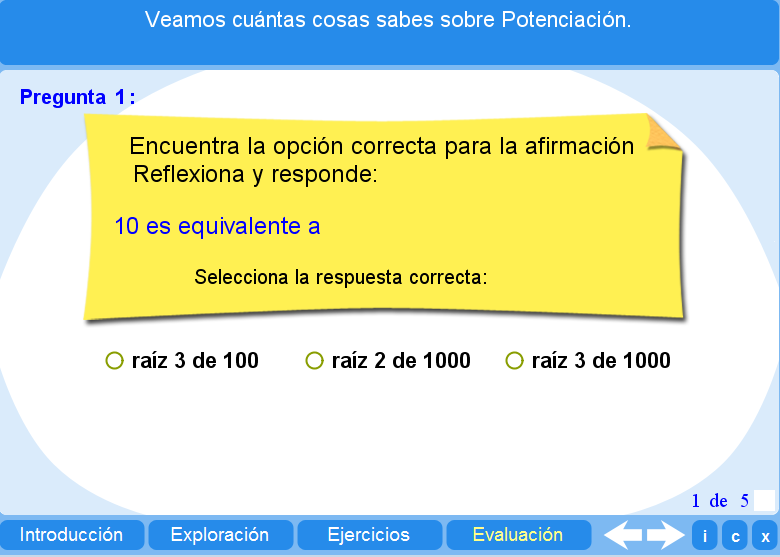 Veamos cuántas cosas sabes sobre Potenciación.
Pregunta 1:
Encuentra la opción correcta para la afirmación
Reflexiona y responde:
10 es equivalente a
Selecciona la respuesta correcta:
raíz 3 de 100 raíz 2 de 1000 raíz 3 de 1000
1 de 5
Introducción Exploración Ejercicios Evaluación i c x